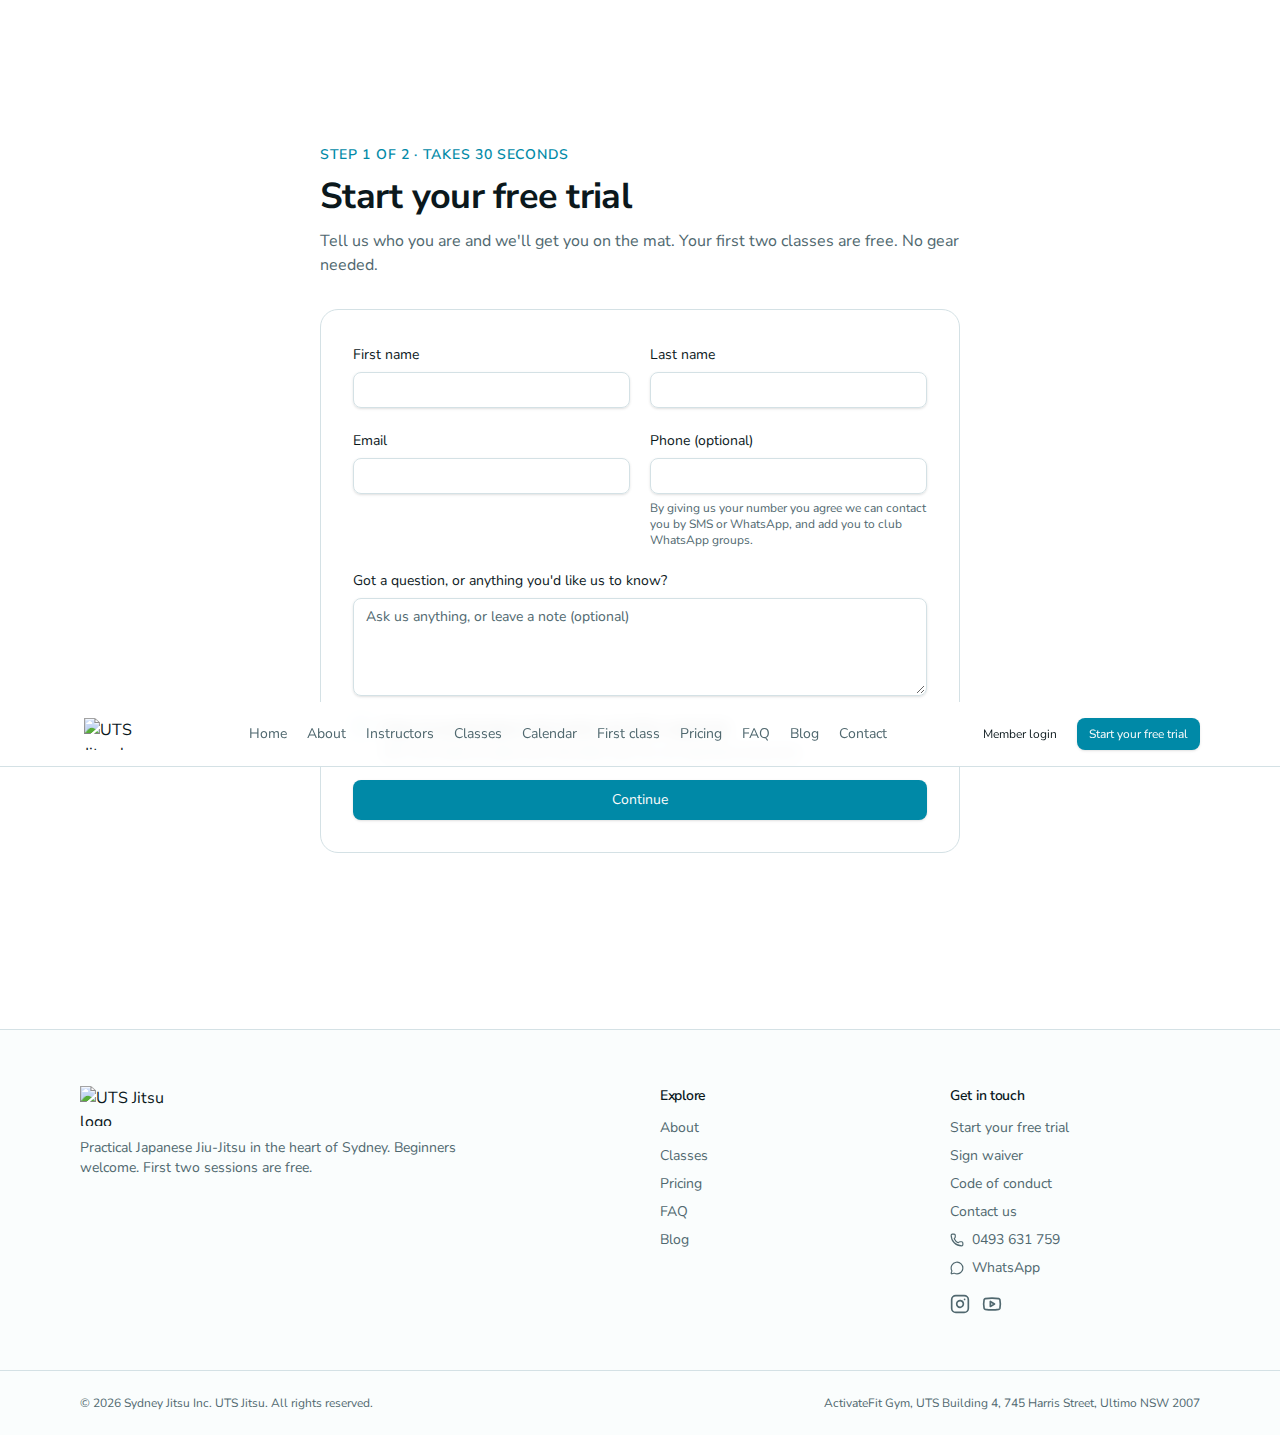 STEP 1 OF 2 · TAKES 30 SECONDS
Start your free trial
Tell us who you are and we'll get you on the mat. Your first two classes are free. No gear
needed.
First name
Last name
Email
Phone (optional)
By giving us your number you agree we can contact
you by SMS or WhatsApp, and add you to club
WhatsApp groups.
Got a question, or anything you'd like us to know?
Ask us anything, or leave a note (optional)
UTS
Home About Instructors Classes Calendar First class Pricing FAQ Blog Contact
Member login
Start your free trial
Continue
UTS Jitsu
logo
Practical Japanese Jiu-Jitsu in the heart of Sydney. Beginners
welcome. First two sessions are free.
Explore
About
Classes
Pricing
FAQ
Blog
Get in touch
Start your free trial
Sign waiver
Code of conduct
Contact us
0493 631 759
WhatsApp
© 2026 Sydney Jitsu Inc. UTS Jitsu. All rights reserved.
ActivateFit Gym, UTS Building 4, 745 Harris Street, Ultimo NSW 2007